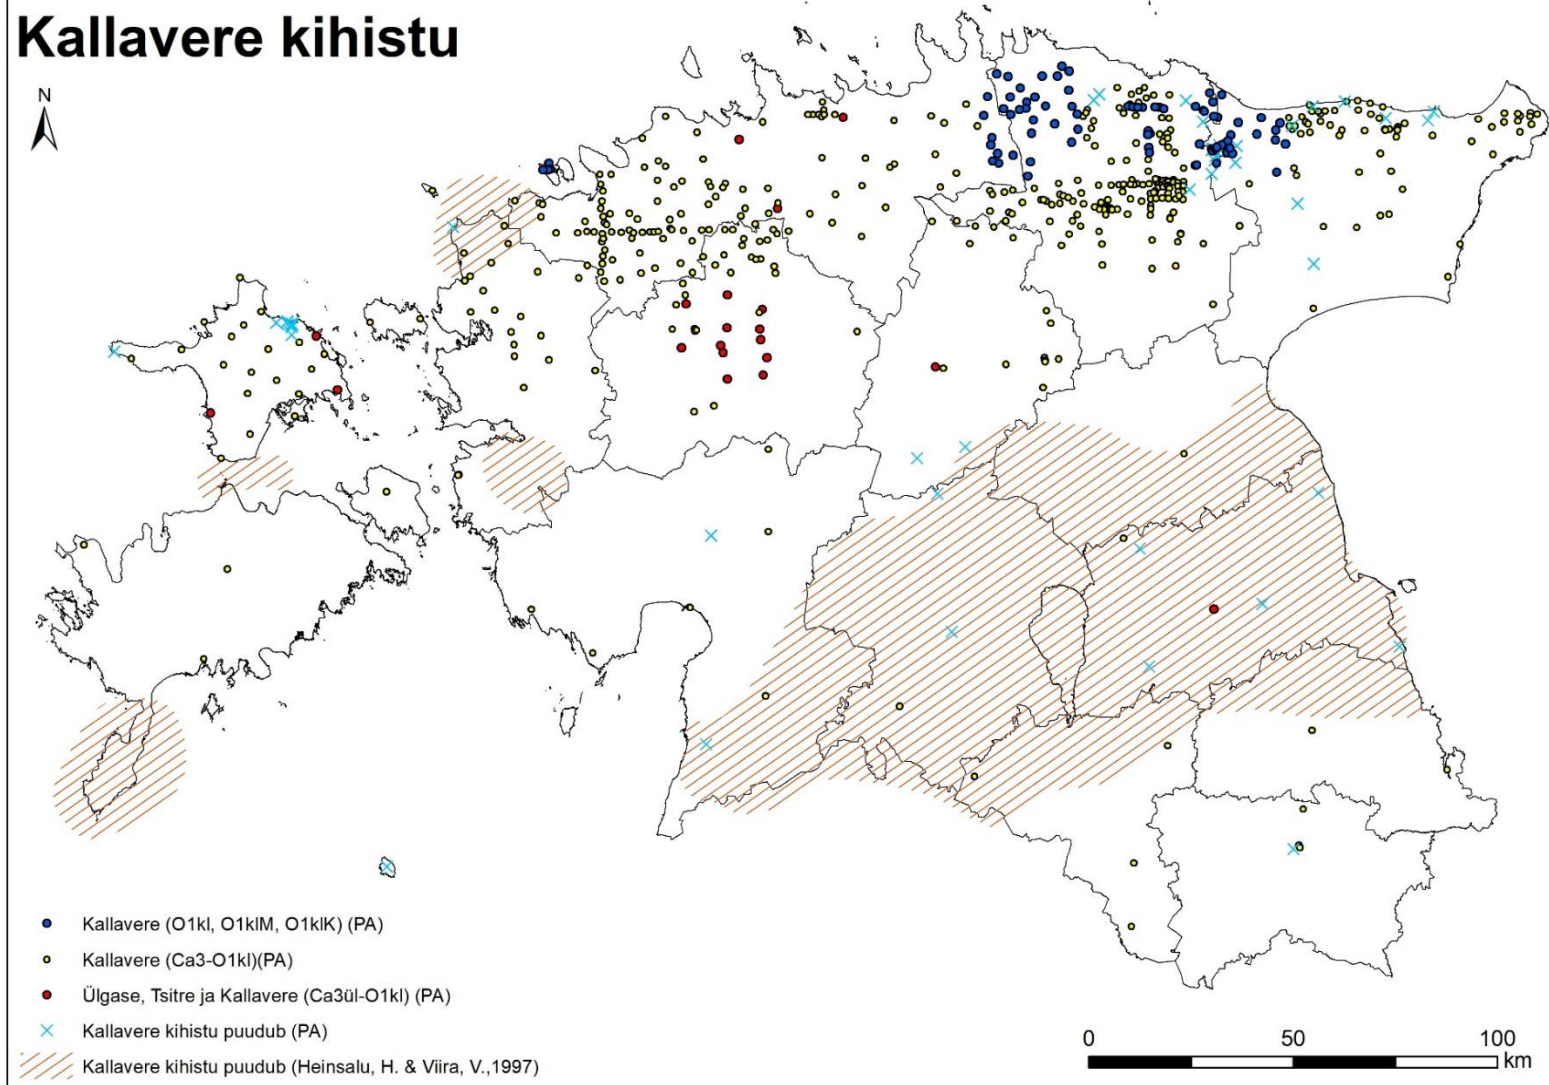 Kallavere kihistu
N
Kallavere (O1kl, O1klM, O1klK) (PA)
Kallavere (Ca3-O1kl)(PA)
Ülgase, Tsitre ja Kallavere (Ca3ül-O1kl) (PA)
Kallavere kihistu puudub (PA)
Kallavere kihistu puudub (Heinsalu, H. & Viira, V.,1997)
0 50 100
km